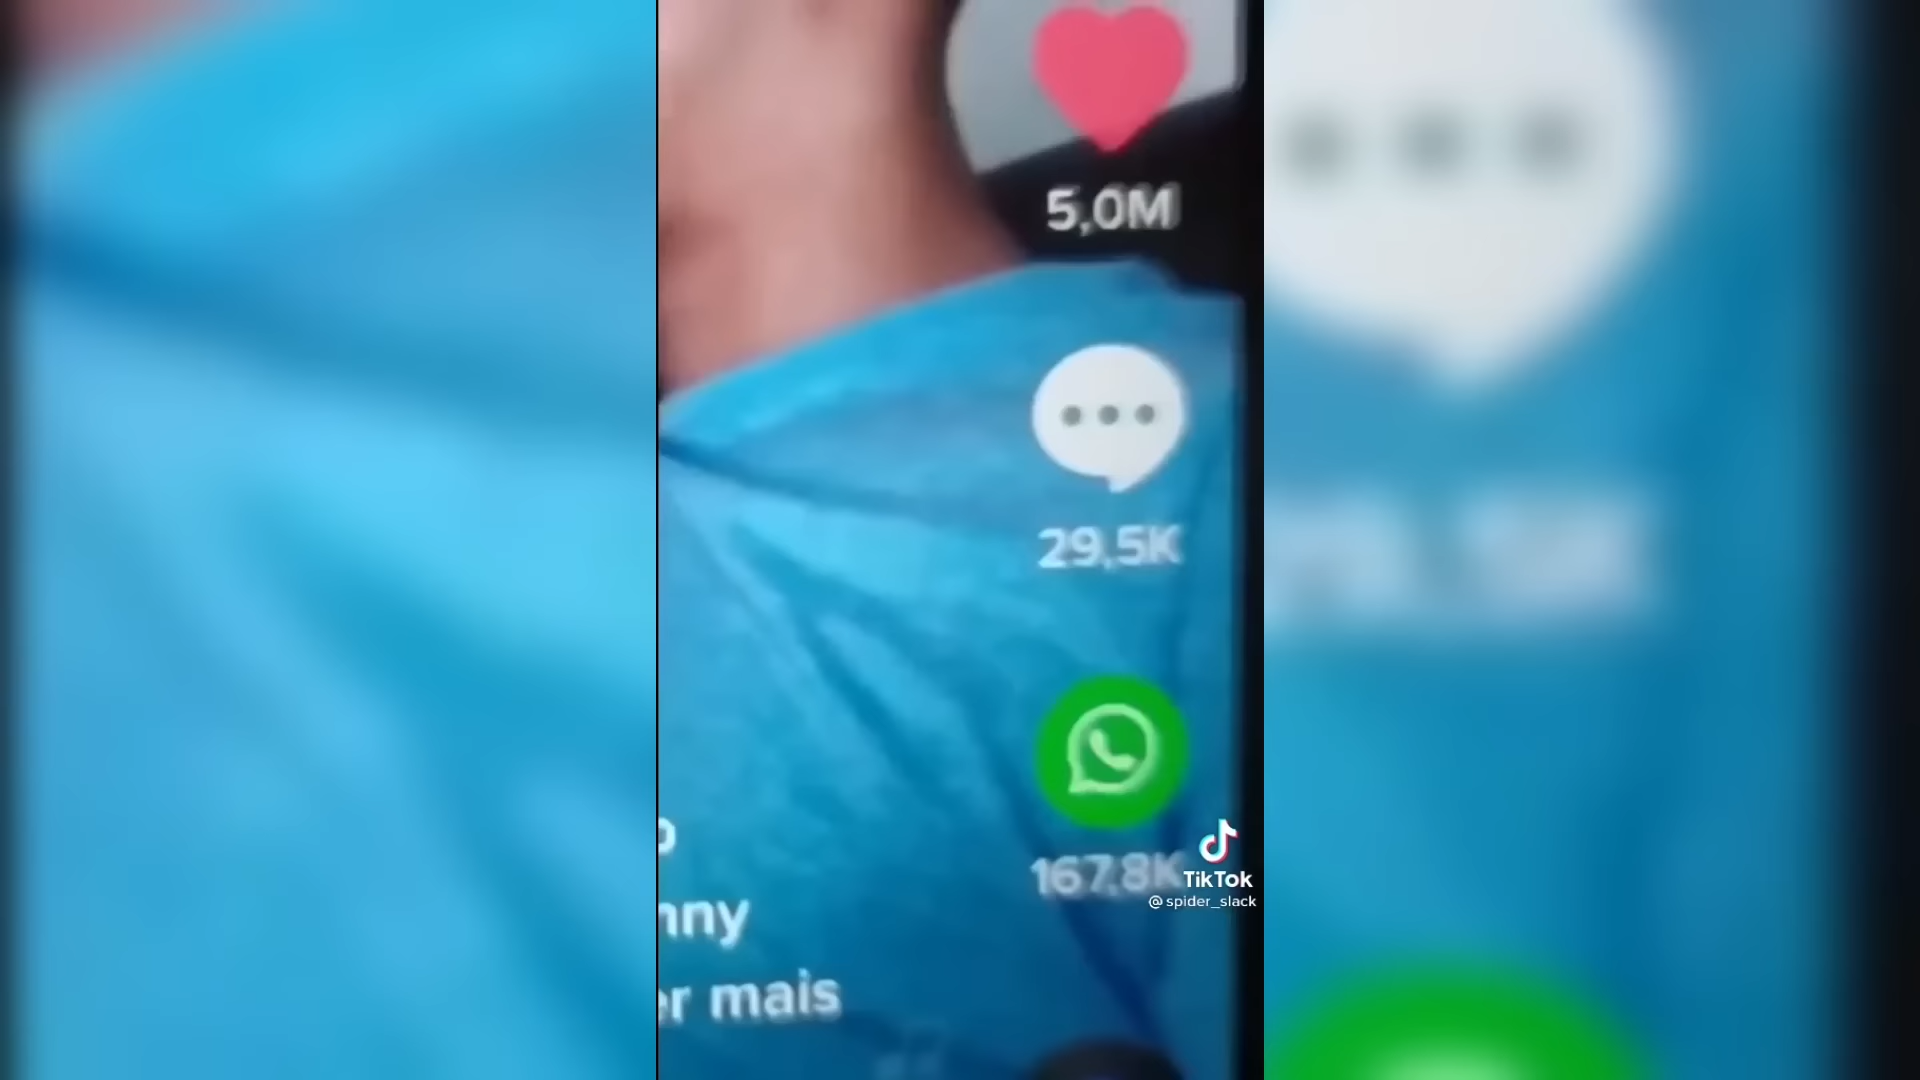 5,0M
29,5K
167,8K
TikTok
@spider_slack
nny
er mais